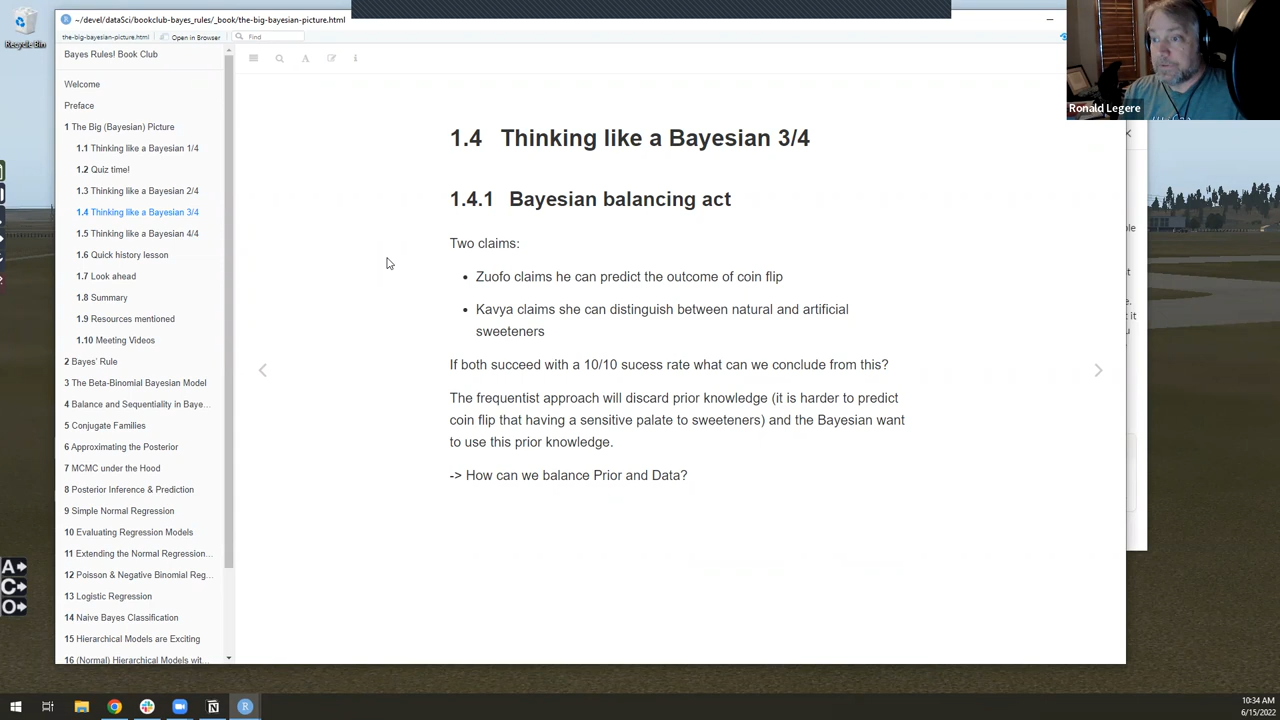 Recycle Bin
~/devel/dataSci/bookclub-bayes_rules/_book/the-big-bayesian-picture.html
the-big-bayesian-picture.html
Open in Browser
Find
Bayes Rules! Book Club
Welcome
Preface
1 The Big (Bayesian) Picture
1.1 Thinking like a Bayesian 1/4
1.2 Quiz time!
1.3 Thinking like a Bayesian 2/4
1.4 Thinking like a Bayesian 3/4
1.5 Thinking like a Bayesian 4/4
1.6 Quick history lesson
1.7 Look ahead
1.8 Summary
1.9 Resources mentioned
1.10 Meeting Videos
2 Bayes' Rule
3 The Beta-Binomial Bayesian Model
4 Balance and Sequentiality in Baye...
5 Conjugate Families
6 Approximating the Posterior
7 MCMC under the Hood
8 Posterior Inference & Prediction
9 Simple Normal Regression
10 Evaluating Regression Models
11 Extending the Normal Regression...
12 Poisson & Negative Binomial Reg...
13 Logistic Regression
14 Naive Bayes Classification
15 Hierarchical Models are Exciting
16 (Normal) Hierarchical Models wit...
1.4 Thinking like a Bayesian 3/4
1.4.1 Bayesian balancing act
Two claims:
• Zuofo claims he can predict the outcome of coin flip
• Kavya claims she can distinguish between natural and artificial
sweeteners
If both succeed with a 10/10 sucess rate what can we conclude from this?
The frequentist approach will discard prior knowledge (it is harder to predict
coin flip that having a sensitive palate to sweeteners) and the Bayesian want
to use this prior knowledge.
-> How can we balance Prior and Data?
Ronald Legere
A
C
O
10:34 AM
6/15/2022